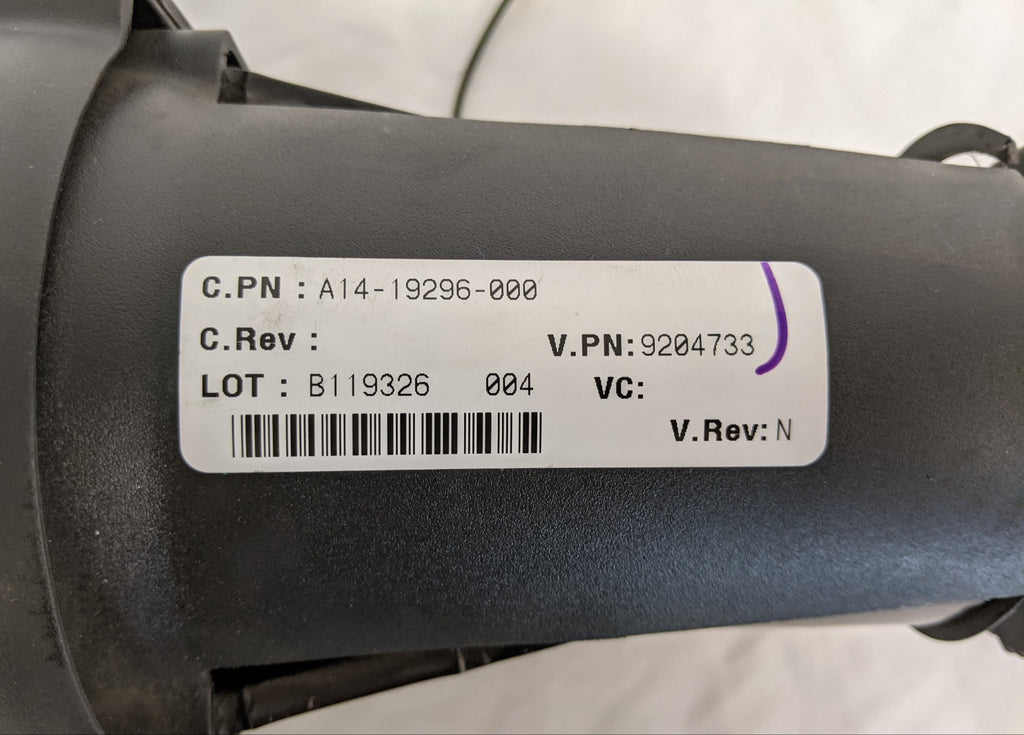 C.PN : A14-19296-000
C.Rev :
V.PN: 9204733
LOT : B119326 004
VC:
V.Rev: N